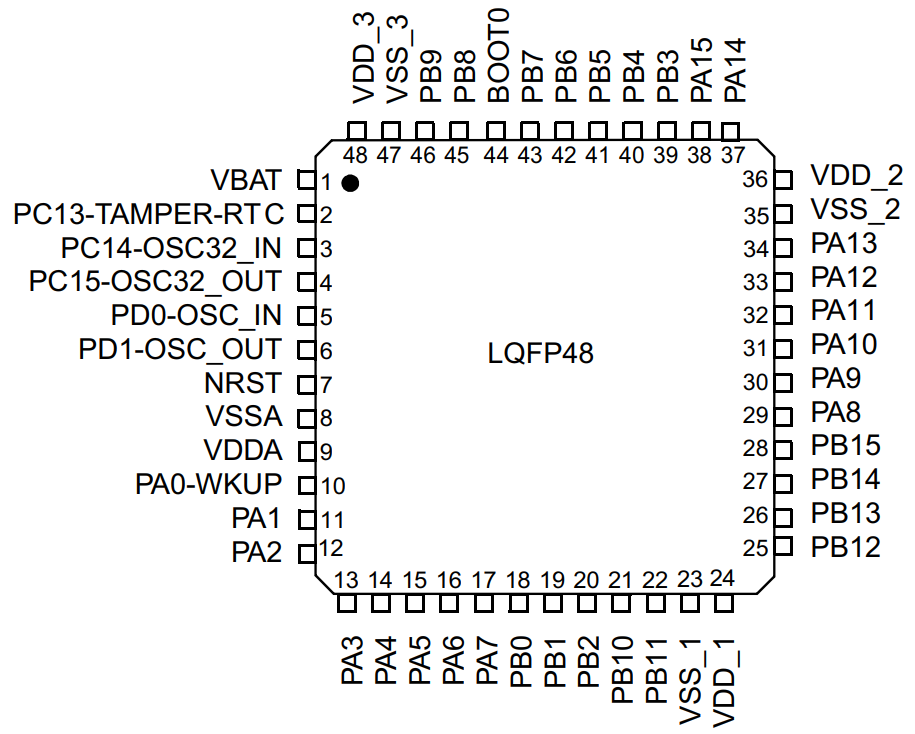 VDD_3
VSS_3
PB9
PB8
BOOT0
PB7
PB6
PB5
PB4
PB3
PA15
PA14
48 47 46 45 44 43 42 41 40 39 38 37
VBAT 1
PC13-TAMPER-RTC 2
PC14-OSC32_IN 3
PC15-OSC32_OUT 4
PD0-OSC_IN 5
PD1-OSC_OUT 6
NRST 7
VSSA 8
VDDA 9
PA0-WKUP 10
PA1 11
PA2 12
LQFP48
36 VDD_2
35 VSS_2
34 PA13
33 PA12
32 PA11
31 PA10
30 PA9
29 PA8
28 PB15
27 PB14
26 PB13
25 PB12
13 14 15 16 17 18 19 20 21 22 23 24
PA3
PA4
PA5
PA6
PA7
PB0
PB1
PB2
PB10
PB11
VSS_1
VDD_1